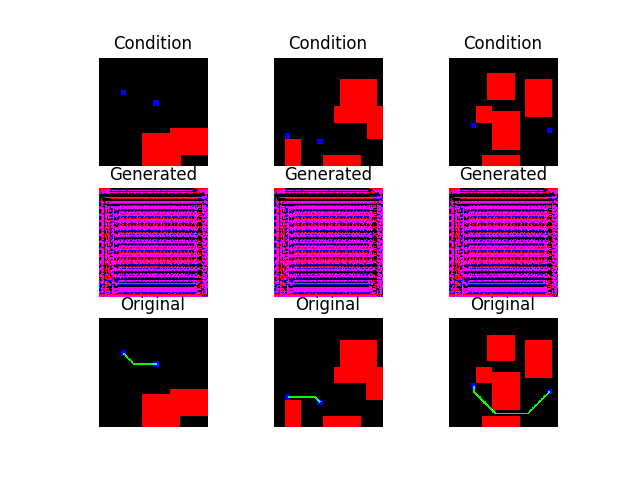 Condition Condition Condition
Generated Generated Generated
Original Original Original